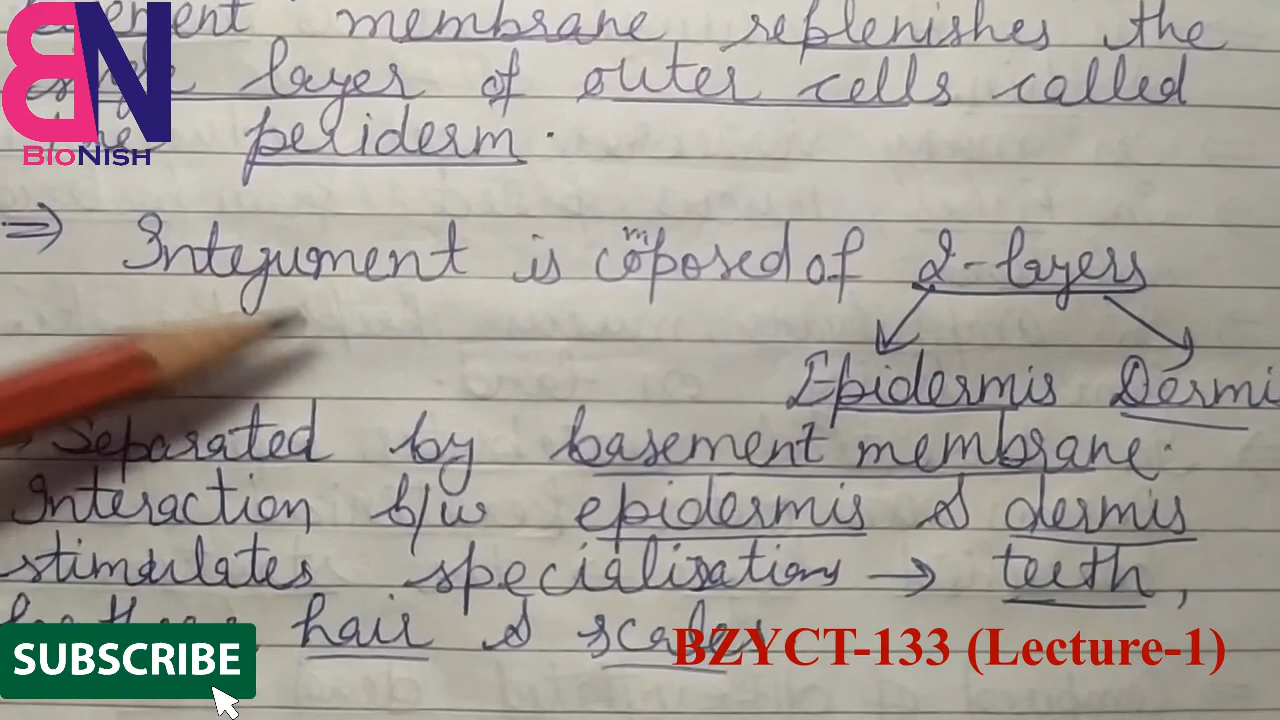 membrane replenishes the
layer of outer cells called
periderm.
⇒ Integument is composed of 2-layers
Epidermis Dermi
Separated by basement membrane.
Interaction b/w epidermis & dermis
stimulates specialisations → teeth,
hair & scales
BN
BIONISH
SUBSCRIBE
BZYCT-133 (Lecture-1)